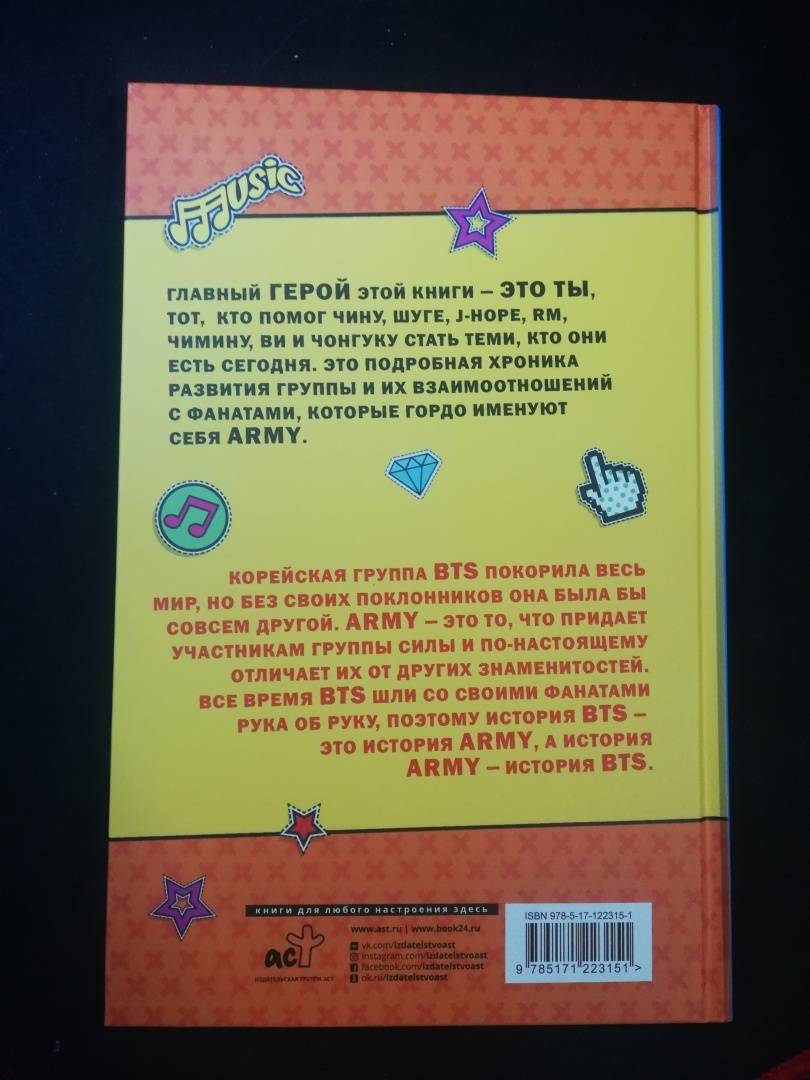 MUSIC
ГЛАВНЫЙ ГЕРОЙ ЭТОЙ КНИГИ – ЭТО ТЫ,
ТОТ, КТО ПОМОГ ЧИНУ, ШУГЕ, J-HOPE, RM,
ЧИМИНУ, ВИ И ЧОНГУКУ СТАТЬ ТЕМИ, КТО ОНИ
ЕСТЬ СЕГОДНЯ. ЭТО ПОДРОБНАЯ ХРОНИКА
РАЗВИТИЯ ГРУППЫ И ИХ ВЗАИМООТНОШЕНИЙ
С ФАНАТАМИ, КОТОРЫЕ ГОРДО ИМЕНУЮТ
СЕБЯ ARMY.
КОРЕЙСКАЯ ГРУППА BTS ПОКОРИЛА ВЕСЬ
МИР, НО БЕЗ СВОИХ ПОКЛОННИКОВ ОНА БЫЛА БЫ
СОВСЕМ ДРУГОЙ. ARMY – ЭТО ТО, ЧТО ПРИДАЕТ
УЧАСТНИКАМ ГРУППЫ СИЛЫ И ПО-НАСТОЯЩЕМУ
ОТЛИЧАЕТ ИХ ОТ ДРУГИХ ЗНАМЕНИТОСТЕЙ.
ВСЕ ВРЕМЯ BTS ШЛИ СО СВОИМИ ФАНАТАМИ
РУКА ОБ РУКУ, ПОЭТОМУ ИСТОРИЯ BTS –
ЭТО ИСТОРИЯ ARMY, А ИСТОРИЯ
ARMY – ИСТОРИЯ BTS.
книги для любого настроения здесь
www.ast.ru | www.book24.ru
vk.com/izdatelstvoast
instagram.com/izdatelstvoast
facebook.com/izdatelstvoast
ok.ru/izdatelstvoast
аст
ИЗДАТЕЛЬСКАЯ ГРУППА АСТ
ISBN 978-5-17-122315-1
9 785171 223151 >